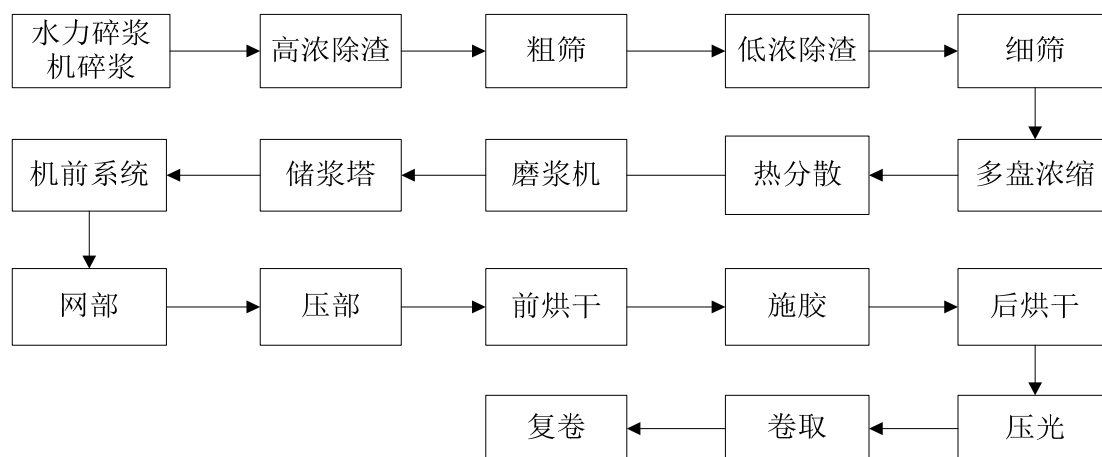 水力碎浆
机碎浆
高浓除渣
粗筛
低浓除渣
细筛
机前系统
储浆塔
磨浆机
热分散
多盘浓缩
网部
压部
前烘干
施胶
后烘干
复卷
卷取
压光